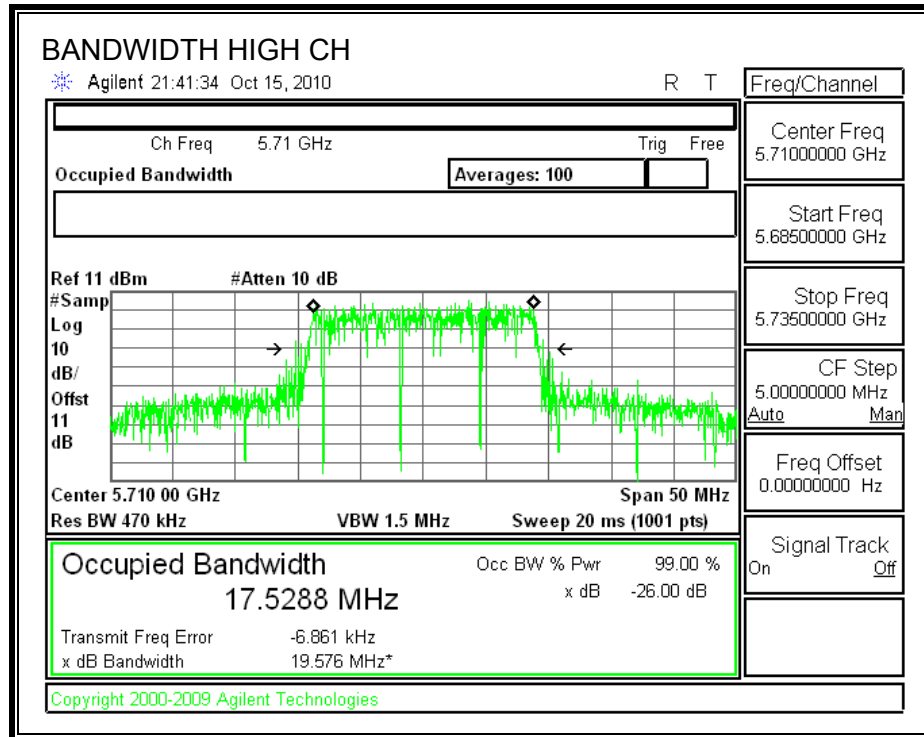 BANDWIDTH HIGH CH
Agilent 21:41:34 Oct 15, 2010 R T
Freq/Channel
Ch Freq 5.71 GHz Trig Free
Occupied Bandwidth Averages: 100
Center Freq
5.71000000 GHz
Start Freq
5.68500000 GHz
Stop Freq
5.73500000 GHz
CF Step
5.00000000 MHz
Auto Man
Freq Offset
0.00000000 Hz
Signal Track
On Off
Ref 11 dBm #Atten 10 dB
#Samp
Log
10
dB/
Offst
11
dB
Center 5.710 00 GHz Span 50 MHz
Res BW 470 kHz VBW 1.5 MHz Sweep 20 ms (1001 pts)
Occupied Bandwidth Occ BW % Pwr 99.00 %
17.5288 MHz x dB -26.00 dB
Transmit Freq Error -6.861 kHz
x dB Bandwidth 19.576 MHz*
Copyright 2000-2009 Agilent Technologies